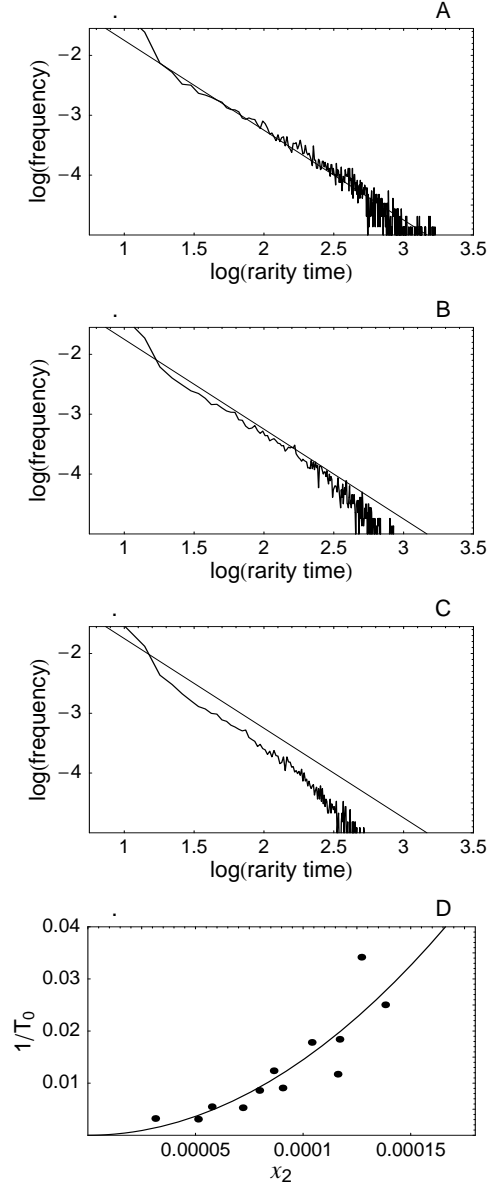 . A
−2
−3
−4
log(frequency)
1 1.5 2 2.5 3 3.5
log(rarity time)
. B
−2
−3
−4
log(frequency)
1 1.5 2 2.5 3 3.5
log(rarity time)
. C
−2
−3
−4
log(frequency)
1 1.5 2 2.5 3 3.5
log(rarity time)
. D
0.04
0.03
0.02
0.01
1/T₀
0.00005 0.0001 0.00015
x₂